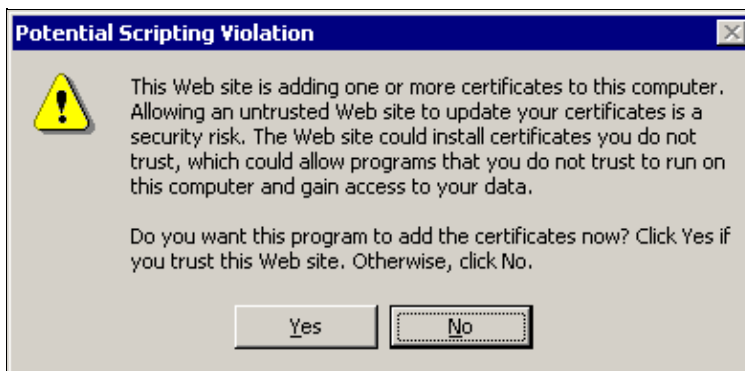 Potential Scripting Violation
This Web site is adding one or more certificates to this computer.
Allowing an untrusted Web site to update your certificates is a
security risk. The Web site could install certificates you do not
trust, which could allow programs that you do not trust to run on
this computer and gain access to your data.
Do you want this program to add the certificates now? Click Yes if
you trust this Web site. Otherwise, click No.
Yes
No